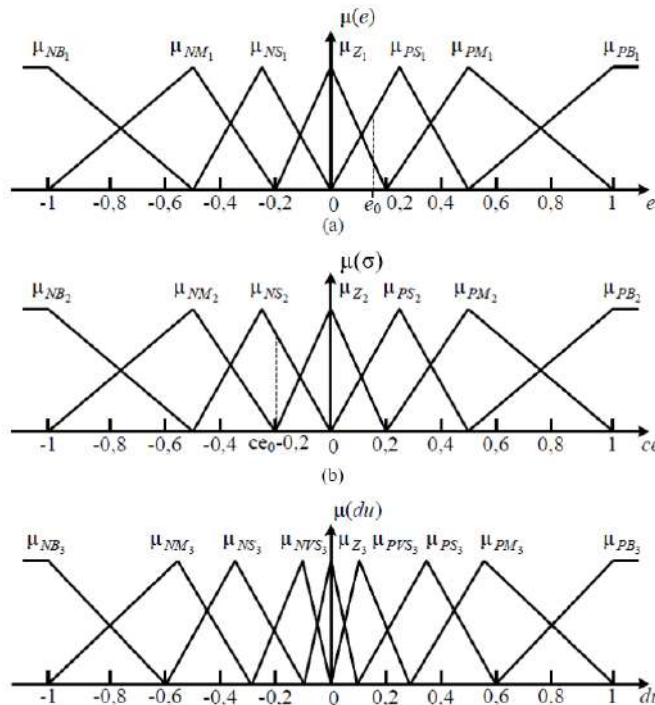 μ(e)
μNB₁ μNM₁ μNS₁ μZ₁ μPS₁ μPM₁ μPB₁
-1 -0,8 -0,6 -0,4 -0,2 0 e₀ 0,2 0,4 0,6 0,8 1 e
(a)
μ(σ)
μNB₂ μNM₂ μNS₂ μZ₂ μPS₂ μPM₂ μPB₂
-1 -0,8 -0,6 -0,4 ce₀-0,2 0 0,2 0,4 0,6 0,8 1 ce
(b)
μ(du)
μNB₃ μNM₃ μNS₃ μNVS₃ μZ₃ μPVS₃ μPS₃ μPM₃ μPB₃
-1 -0,8 -0,6 -0,4 -0,2 0 0,2 0,4 0,6 0,8 1 du